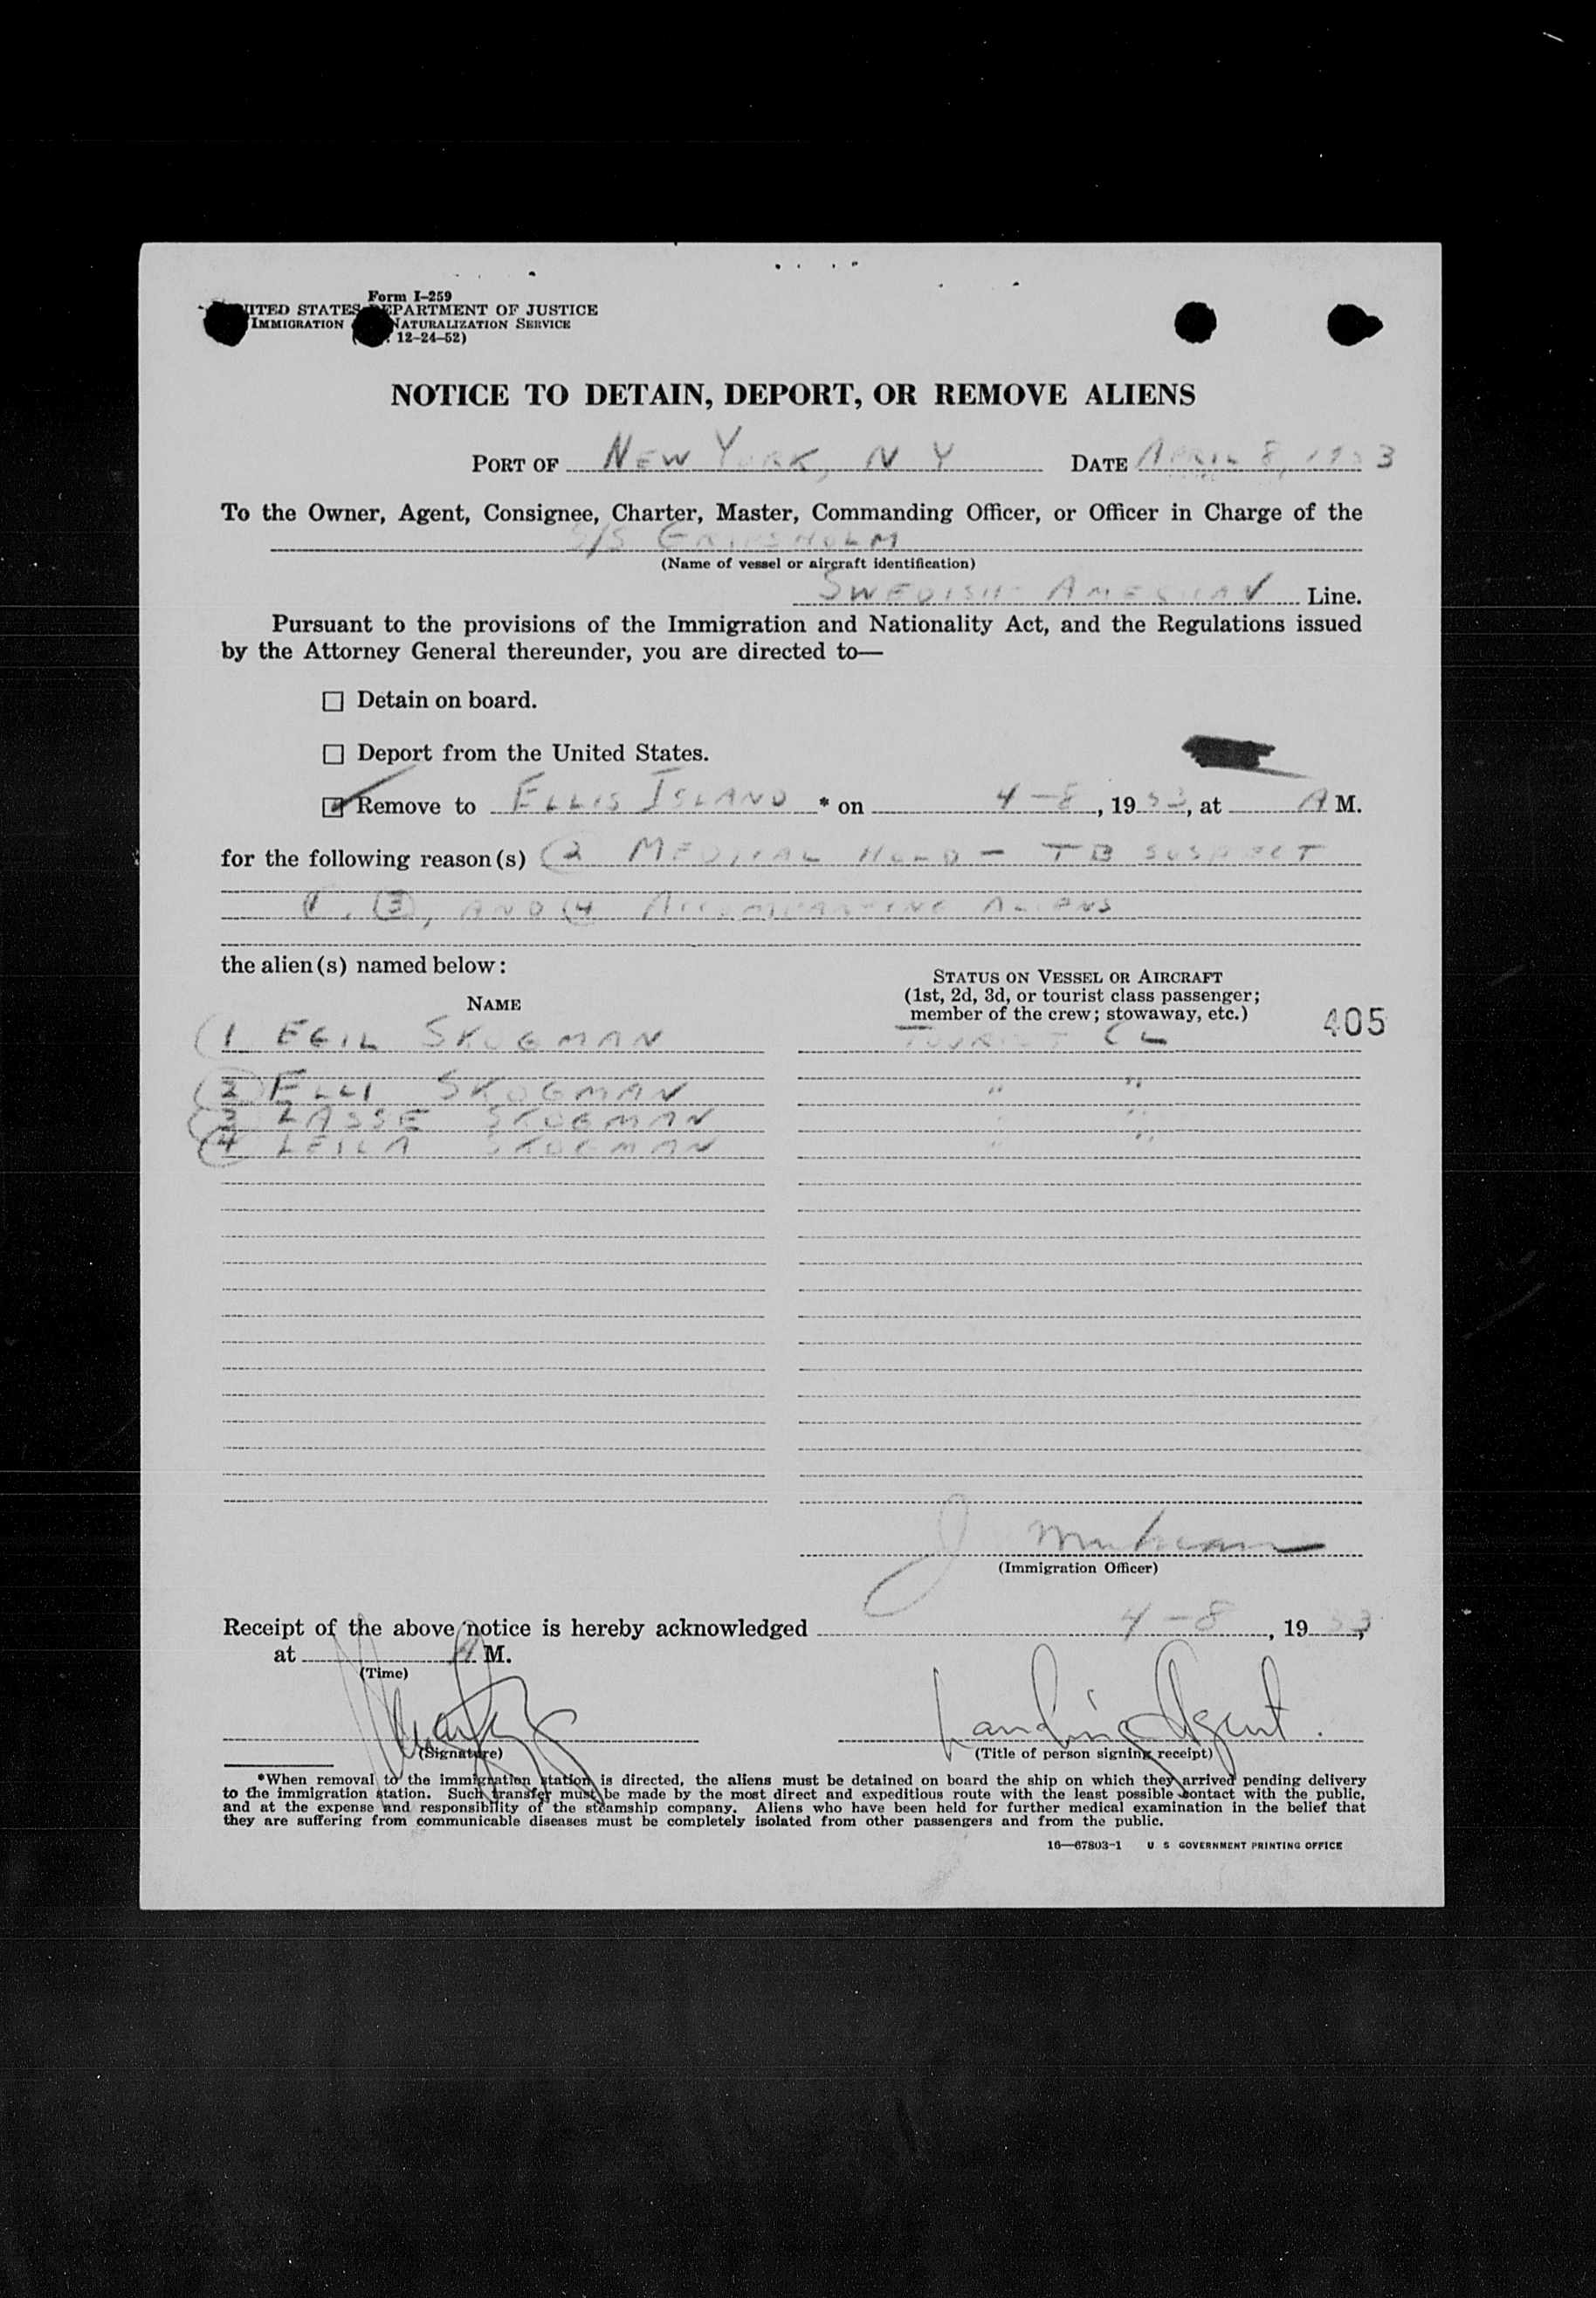 Form I-259
UNITED STATES DEPARTMENT OF JUSTICE
IMMIGRATION NATURALIZATION SERVICE
12-24-52)
NOTICE TO DETAIN, DEPORT, OR REMOVE ALIENS
PORT OF NEW YORK, N Y DATE APRIL 8, 1953
To the Owner, Agent, Consignee, Charter, Master, Commanding Officer, or Officer in Charge of the
S/S GRIPSHOLM
(Name of vessel or aircraft identification)
SWEDISH AMERICAN Line.
Pursuant to the provisions of the Immigration and Nationality Act, and the Regulations issued
by the Attorney General thereunder, you are directed to—
☐ Detain on board.
☐ Deport from the United States.
☑ Remove to ELLIS ISLAND * on 4-8, 1953, at A M.
for the following reason(s) (2 MEDICAL HOLD - TB SUSPECT
1, 3, AND 4 ACCOMPANYING ALIENS
the alien(s) named below:
NAME
STATUS ON VESSEL OR AIRCRAFT
(1st, 2d, 3d, or tourist class passenger;
member of the crew; stowaway, etc.)
405
1 EGIL SKOGMAN TOURIST CL
2 ELLI SKOGMAN " "
3 LASSE SKOGMAN " "
4 LEILA SKOGMAN " "
J
(Immigration Officer)
Receipt of the above notice is hereby acknowledged 4-8, 1953,
at A M.
(Time)
Landing Agent.
(Signature) (Title of person signing receipt)
*When removal to the immigration station is directed, the aliens must be detained on board the ship on which they arrived pending delivery
to the immigration station. Such transfer must be made by the most direct and expeditious route with the least possible contact with the public,
and at the expense and responsibility of the steamship company. Aliens who have been held for further medical examination in the belief that
they are suffering from communicable diseases must be completely isolated from other passengers and from the public.
16—67803-1 U S GOVERNMENT PRINTING OFFICE